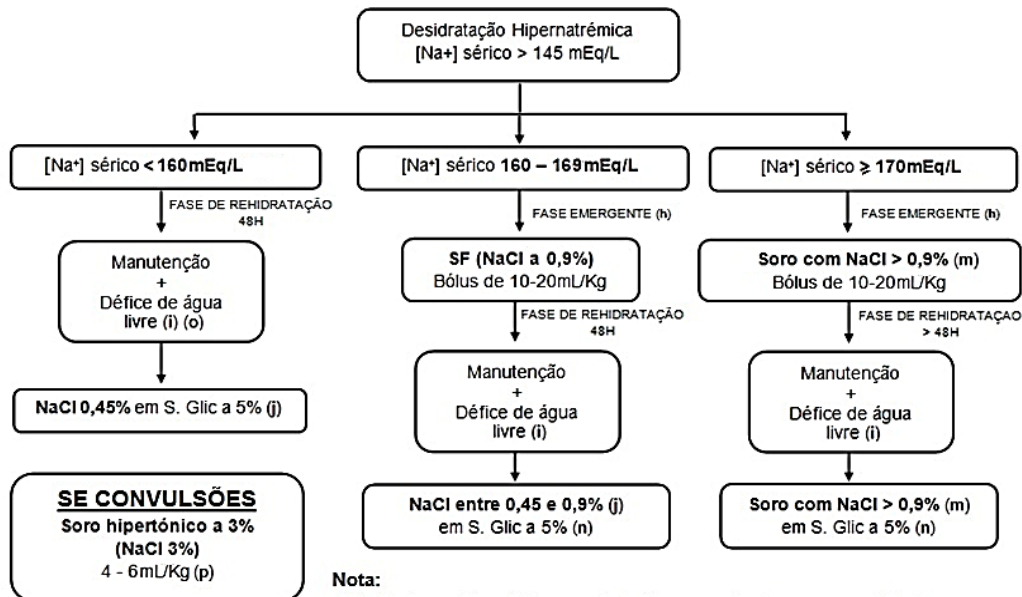 Desidratação Hipernatrémica
[Na+] sérico > 145 mEq/L
[Na+] sérico < 160mEq/L
FASE DE REHIDRATAÇÃO
48H
Manutenção
+
Défice de água
livre (i) (o)
NaCl 0,45% em S. Glic a 5% (j)
[Na+] sérico 160 – 169mEq/L
FASE EMERGENTE (h)
SF (NaCl a 0,9%)
Bólus de 10-20mL/Kg
FASE DE REHIDRATAÇÃO
48H
Manutenção
+
Défice de água
livre (i)
NaCl entre 0,45 e 0,9% (j)
em S. Glic a 5% (n)
[Na+] sérico ⩾ 170mEq/L
FASE EMERGENTE (h)
Soro com NaCl > 0,9% (m)
Bólus de 10-20mL/Kg
FASE DE REHIDRATAÇAO
> 48H
Manutenção
+
Défice de água
livre (i)
Soro com NaCl > 0,9% (m)
em S. Glic a 5% (n)
SE CONVULSÕES
Soro hipertónico a 3%
(NaCl 3%)
4 - 6mL/Kg (p)
Nota: